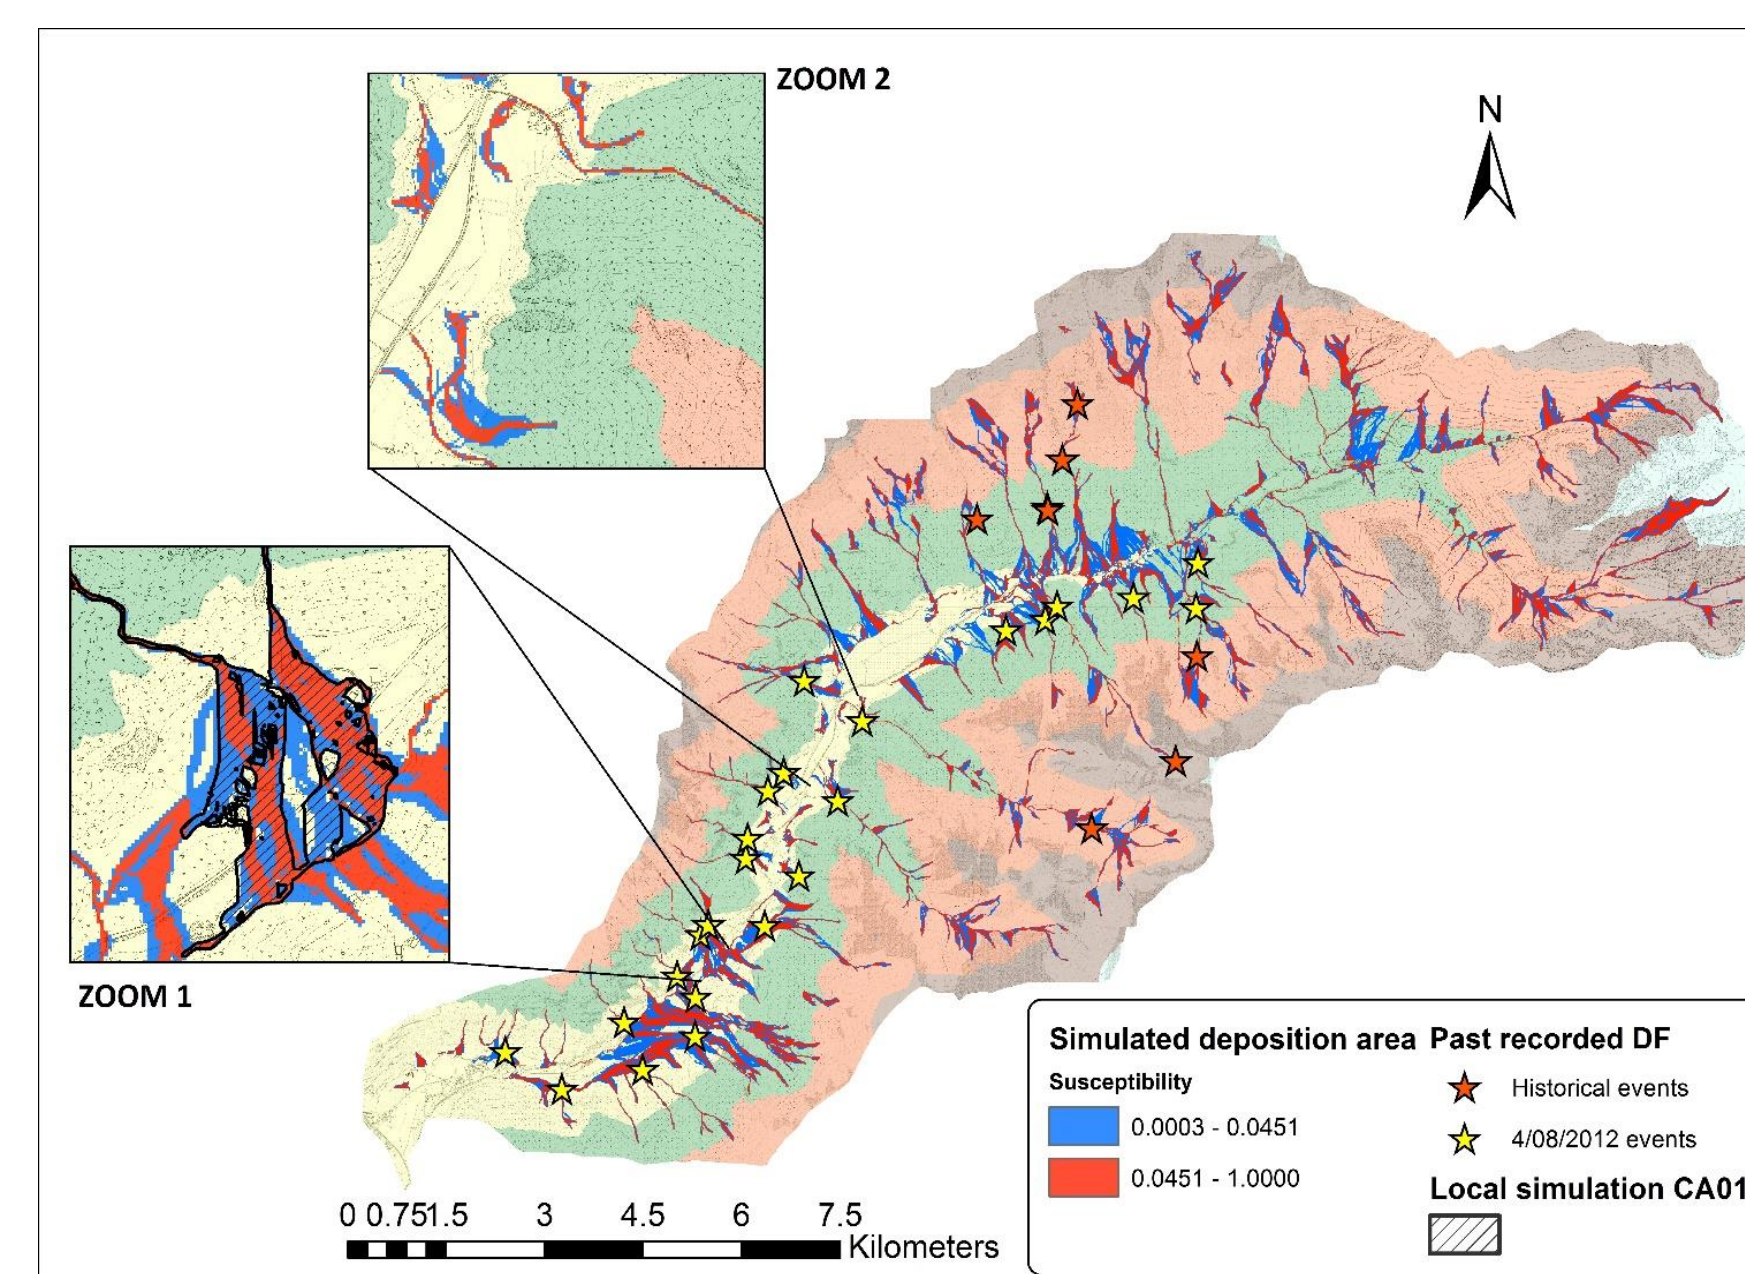 ZOOM 2
N
ZOOM 1
Simulated deposition area
Susceptibility
0.0003 - 0.0451
0.0451 - 1.0000
Past recorded DF
Historical events
4/08/2012 events
Local simulation CA01
0 0.75 1.5 3 4.5 6 7.5
Kilometers